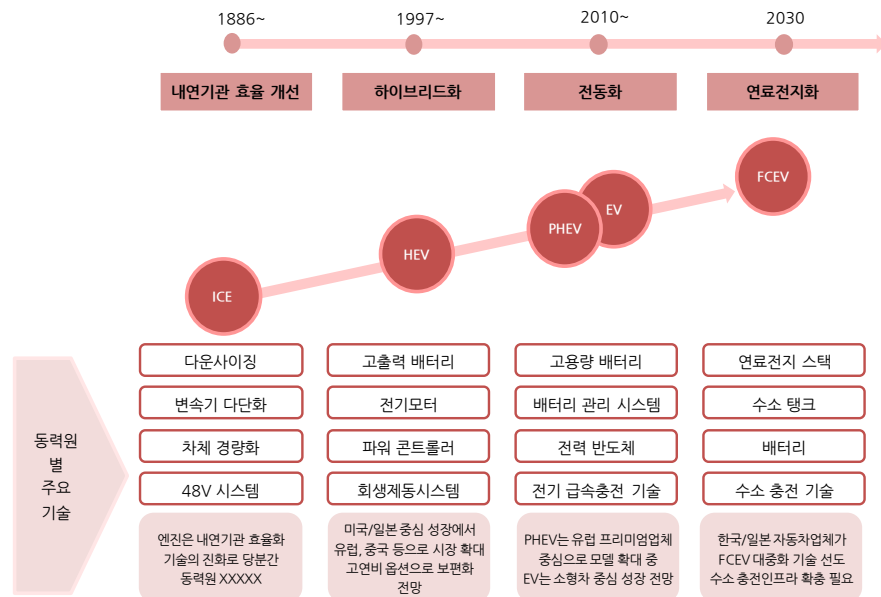 1886~
1997~
2010~
2030
내연기관 효율 개선
하이브리드화
전동화
연료전지화
ICE
HEV
PHEV
EV
FCEV
동력원
별
주요
기술
다운사이징
고출력 배터리
고용량 배터리
연료전지 스택
변속기 다단화
전기모터
배터리 관리 시스템
수소 탱크
차체 경량화
파워 콘트롤러
전력 반도체
배터리
48V 시스템
회생제동시스템
전기 급속충전 기술
수소 충전 기술
엔진은 내연기관 효율화
기술의 진화로 당분간
동력원 XXXXX
미국/일본 중심 성장에서
유럽, 중국 등으로 시장 확대
고연비 옵션으로 보편화
전망
PHEV는 유럽 프리미엄업체
중심으로 모델 확대 중
EV는 소형차 중심 성장 전망
한국/일본 자동차업체가
FCEV 대중화 기술 선도
수소 충전인프라 확충 필요